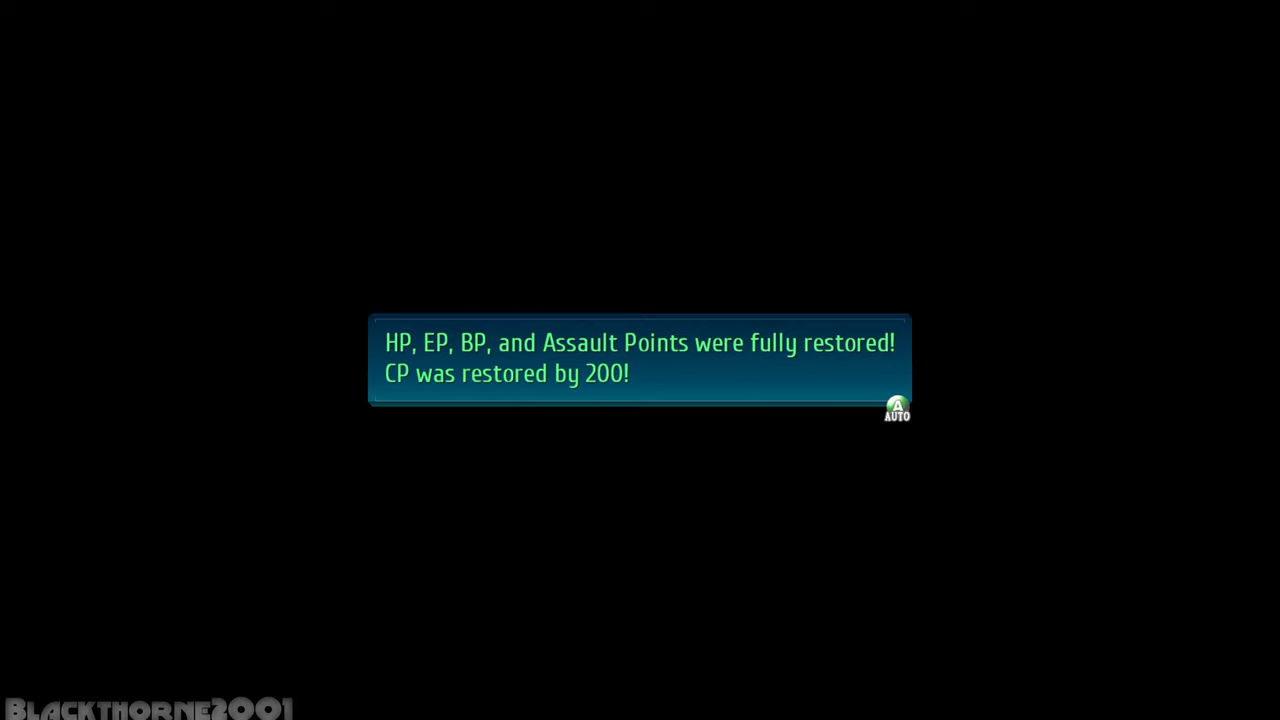 HP, EP, BP, and Assault Points were fully restored!
CP was restored by 200!
A
AUTO
BLACKTHORNE2001